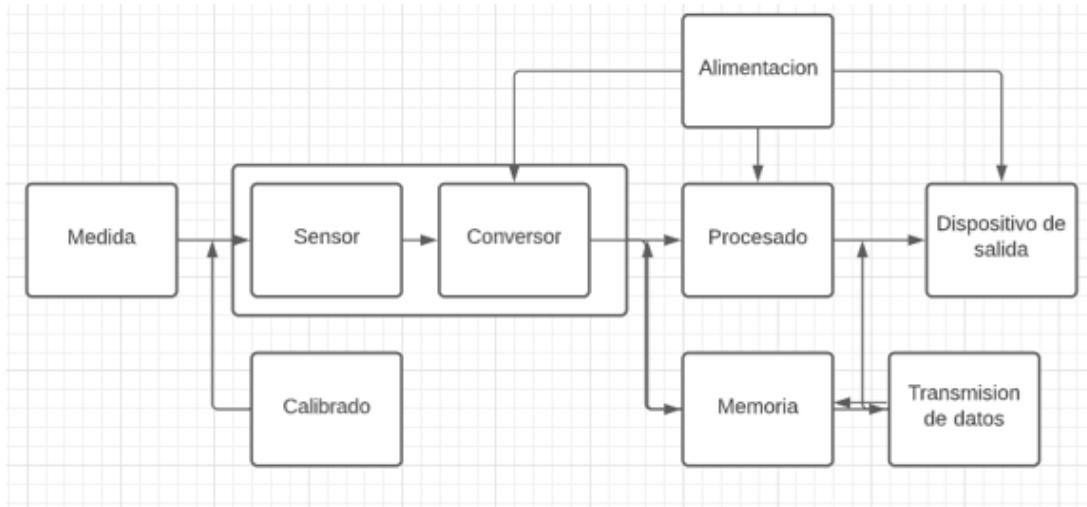 Alimentacion
Medida
Sensor
Conversor
Procesado
Dispositivo de
salida
Calibrado
Memoria
Transmision
de datos